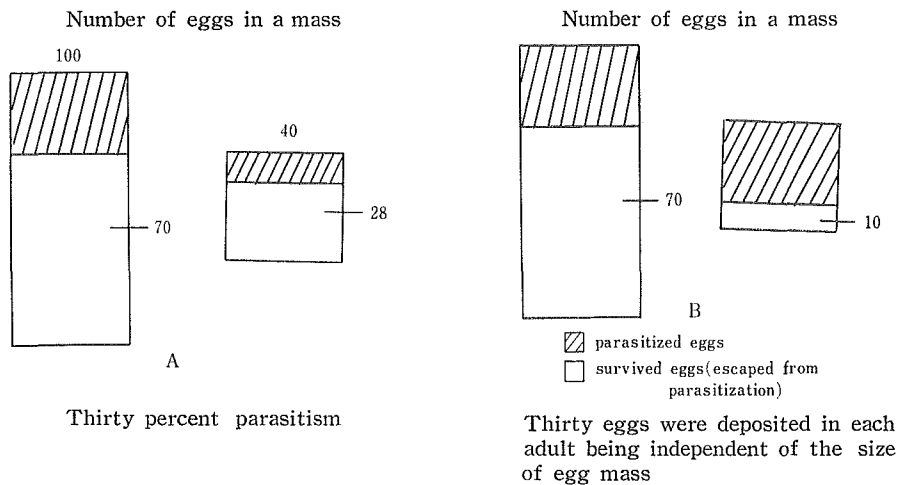 Number of eggs in a mass
100
40
70
28
A
Thirty percent parasitism
Number of eggs in a mass
70
10
B
parasitized eggs
survived eggs(escaped from
parasitization)
Thirty eggs were deposited in each
adult being independent of the size
of egg mass